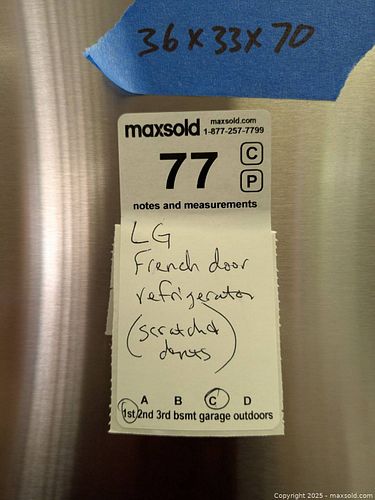 36 x 33 x 70
maxsold maxsold.com
1-877-257-7799
77 C
P
notes and measurements
LG
French door
refrigerator
(scratch &
dents)
A B C D
1st 2nd 3rd bsmt garage outdoors
Copyright 2025 - maxsold.com